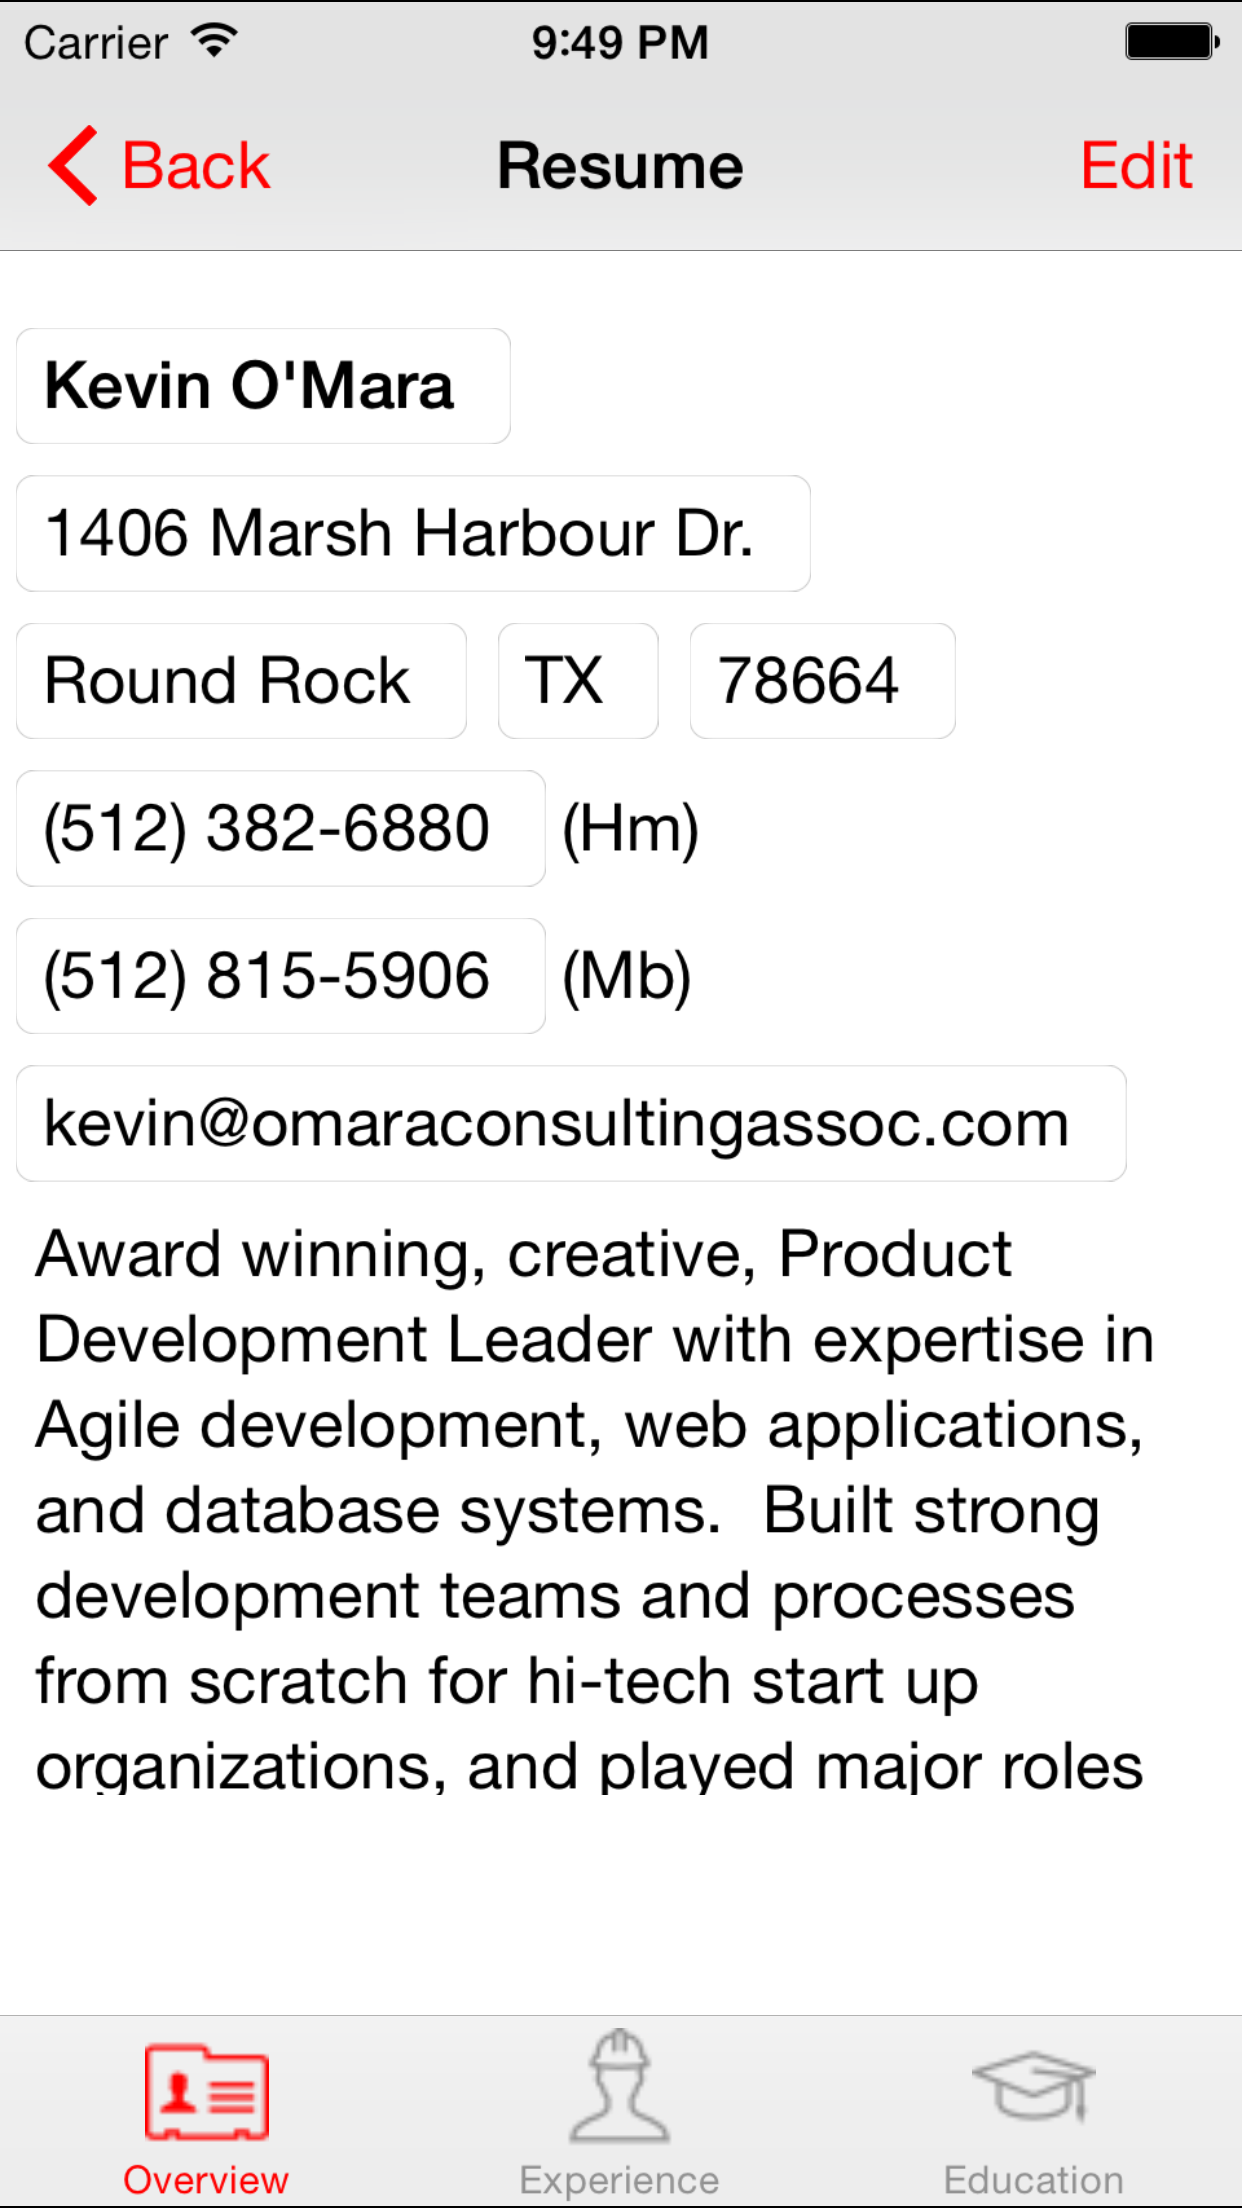 Carrier 9:49 PM
Back Resume Edit
Kevin O'Mara
1406 Marsh Harbour Dr.
Round Rock TX 78664
(512) 382-6880 (Hm)
(512) 815-5906 (Mb)
kevin@omaraconsultingassoc.com
Award winning, creative, Product
Development Leader with expertise in
Agile development, web applications,
and database systems.  Built strong
development teams and processes
from scratch for hi-tech start up
organizations, and played major roles
Overview Experience Education